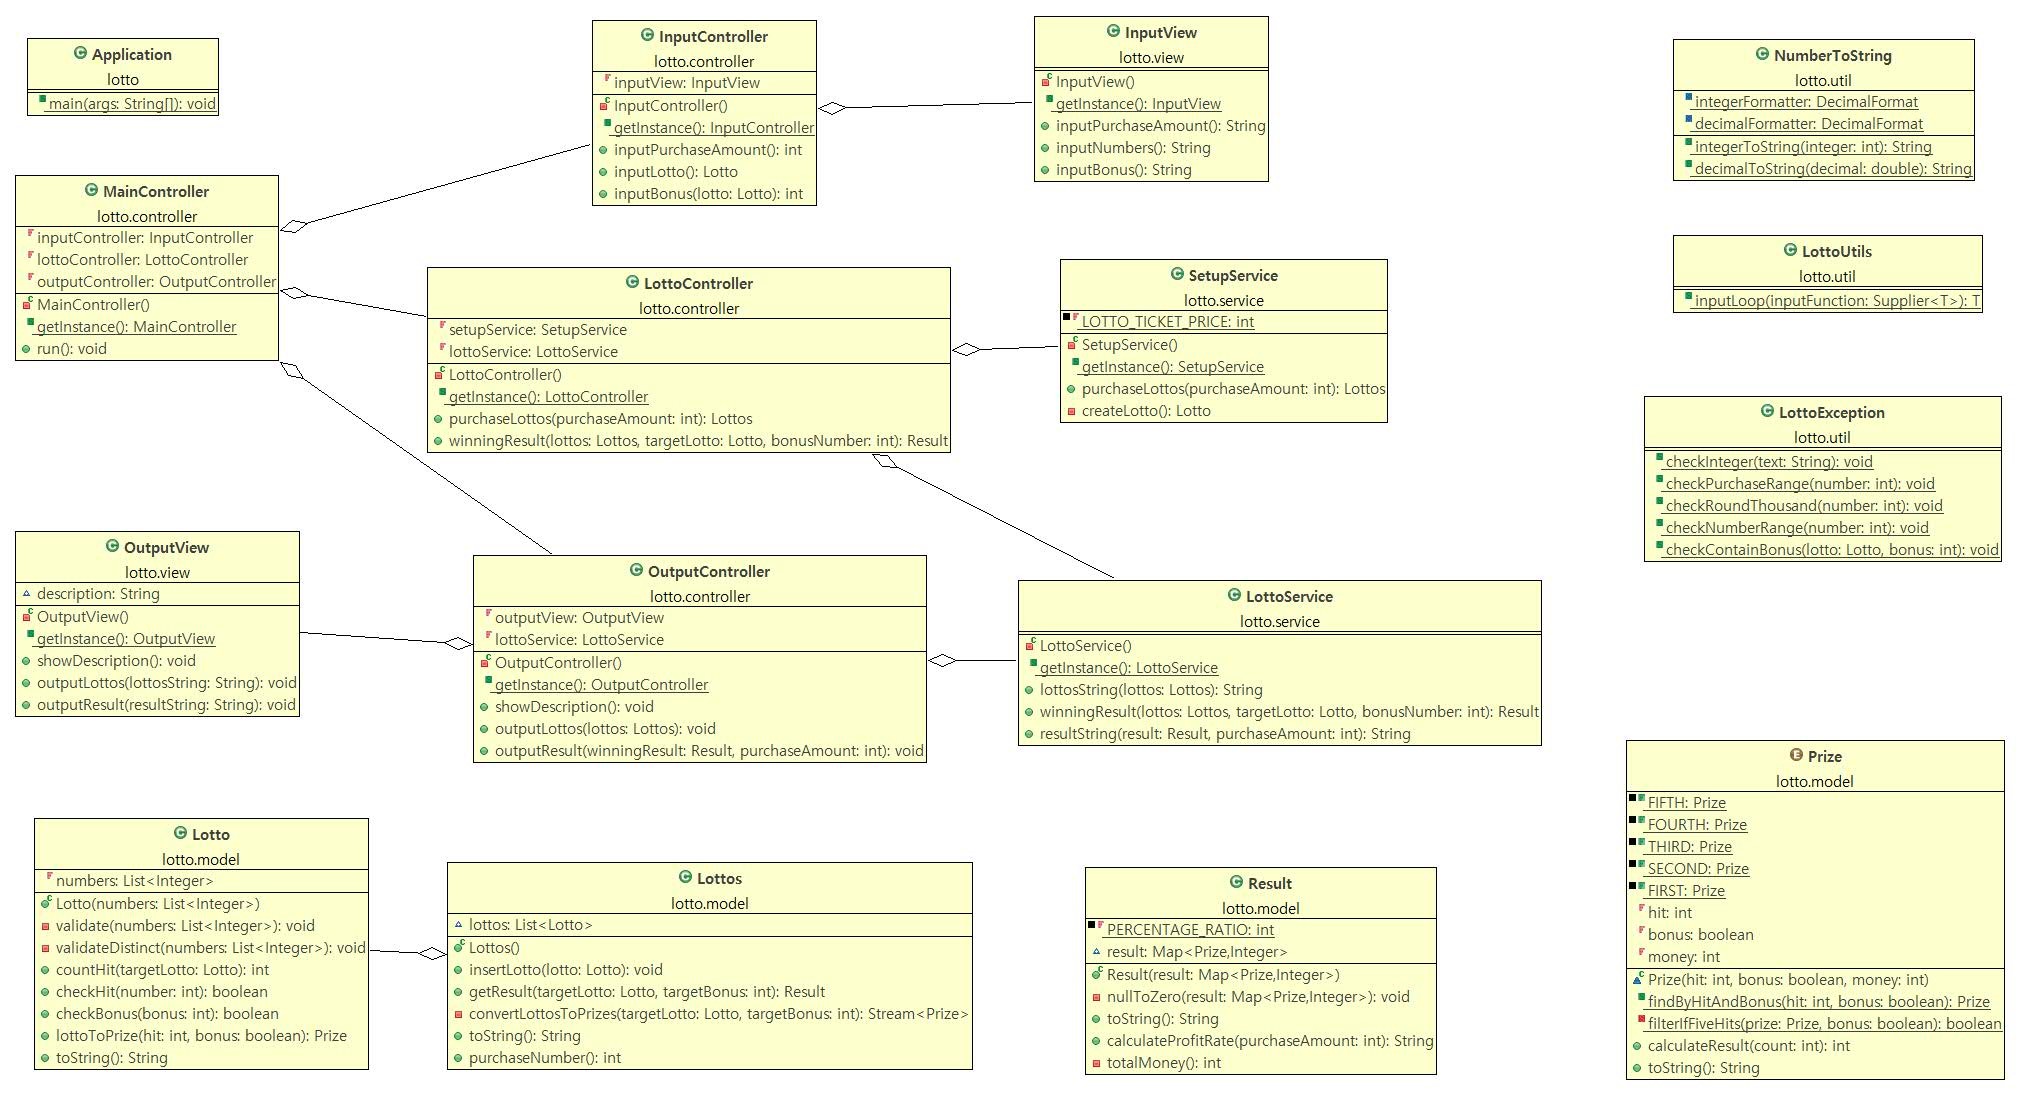 Application
lotto
main(args: String[]): void
InputController
lotto.controller
inputView: InputView
InputController()
getInstance(): InputController
inputPurchaseAmount(): int
inputLotto(): Lotto
inputBonus(lotto: Lotto): int
InputView
lotto.view
InputView()
getInstance(): InputView
inputPurchaseAmount(): String
inputNumbers(): String
inputBonus(): String
NumberToString
lotto.util
integerFormatter: DecimalFormat
decimalFormatter: DecimalFormat
integerToString(integer: int): String
decimalToString(decimal: double): String
MainController
lotto.controller
inputController: InputController
lottoController: LottoController
outputController: OutputController
MainController()
getInstance(): MainController
run(): void
LottoController
lotto.controller
setupService: SetupService
lottoService: LottoService
LottoController()
getInstance(): LottoController
purchaseLottos(purchaseAmount: int): Lottos
winningResult(lottos: Lottos, targetLotto: Lotto, bonusNumber: int): Result
SetupService
lotto.service
LOTTO_TICKET_PRICE: int
SetupService()
getInstance(): SetupService
purchaseLottos(purchaseAmount: int): Lottos
createLotto(): Lotto
LottoUtils
lotto.util
inputLoop(inputFunction: Supplier<T>): T
LottoException
lotto.util
checkInteger(text: String): void
checkPurchaseRange(number: int): void
checkRoundThousand(number: int): void
checkNumberRange(number: int): void
checkContainBonus(lotto: Lotto, bonus: int): void
OutputView
lotto.view
description: String
OutputView()
getInstance(): OutputView
showDescription(): void
outputLottos(lottosString: String): void
outputResult(resultString: String): void
OutputController
lotto.controller
outputView: OutputView
lottoService: LottoService
OutputController()
getInstance(): OutputController
showDescription(): void
outputLottos(lottos: Lottos): void
outputResult(winningResult: Result, purchaseAmount: int): void
LottoService
lotto.service
LottoService()
getInstance(): LottoService
lottosString(lottos: Lottos): String
winningResult(lottos: Lottos, targetLotto: Lotto, bonusNumber: int): Result
resultString(result: Result, purchaseAmount: int): String
Lotto
lotto.model
numbers: List<Integer>
Lotto(numbers: List<Integer>)
validate(numbers: List<Integer>): void
validateDistinct(numbers: List<Integer>): void
countHit(targetLotto: Lotto): int
checkHit(number: int): boolean
checkBonus(bonus: int): boolean
lottoToPrize(hit: int, bonus: boolean): Prize
toString(): String
Lottos
lotto.model
lottos: List<Lotto>
Lottos()
insertLotto(lotto: Lotto): void
getResult(targetLotto: Lotto, targetBonus: int): Result
convertLottosToPrizes(targetLotto: Lotto, targetBonus: int): Stream<Prize>
toString(): String
purchaseNumber(): int
Result
lotto.model
PERCENTAGE_RATIO: int
result: Map<Prize,Integer>
Result(result: Map<Prize,Integer>)
nullToZero(result: Map<Prize,Integer>): void
toString(): String
calculateProfitRate(purchaseAmount: int): String
totalMoney(): int
Prize
lotto.model
FIFTH: Prize
FOURTH: Prize
THIRD: Prize
SECOND: Prize
FIRST: Prize
hit: int
bonus: boolean
money: int
Prize(hit: int, bonus: boolean, money: int)
findByHitAndBonus(hit: int, bonus: boolean): Prize
filterIfFiveHits(prize: Prize, bonus: boolean): boolean
calculateResult(count: int): int
toString(): String